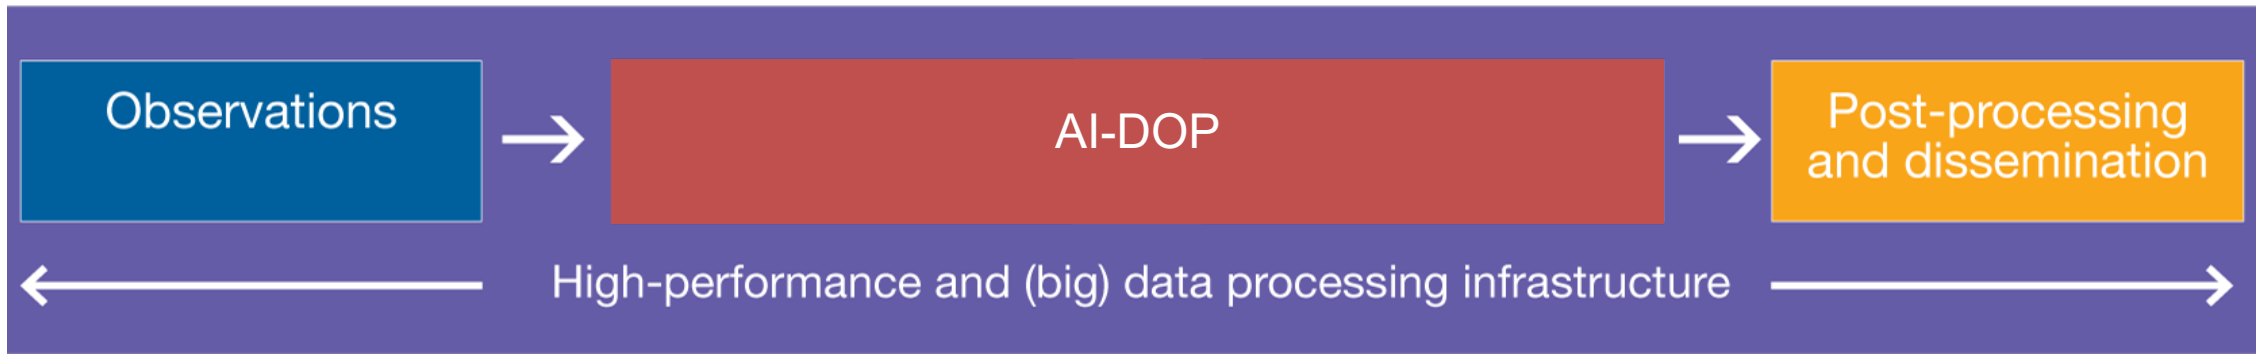 Observations
AI-DOP
Post-processing
and dissemination
High-performance and (big) data processing infrastructure